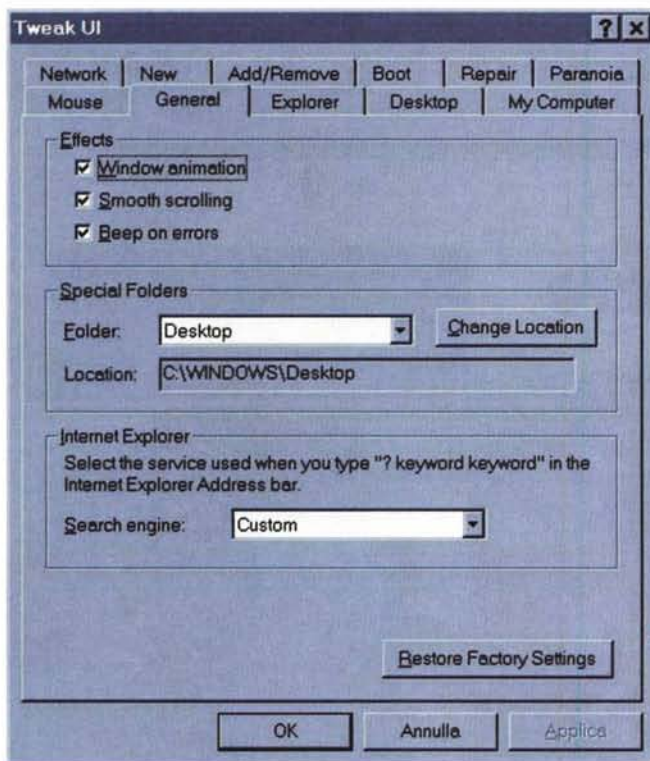 Tweak UI
Network New Add/Remove Boot Repair Paranoia
Mouse General Explorer Desktop My Computer
Effects
Window animation
Smooth scrolling
Beep on errors
Special Folders
Folder: Desktop Change Location
Location: C:\WINDOWS\Desktop
Internet Explorer
Select the service used when you type "? keyword keyword" in the
Internet Explorer Address bar.
Search engine: Custom
Restore Factory Settings
OK Annulla Applica